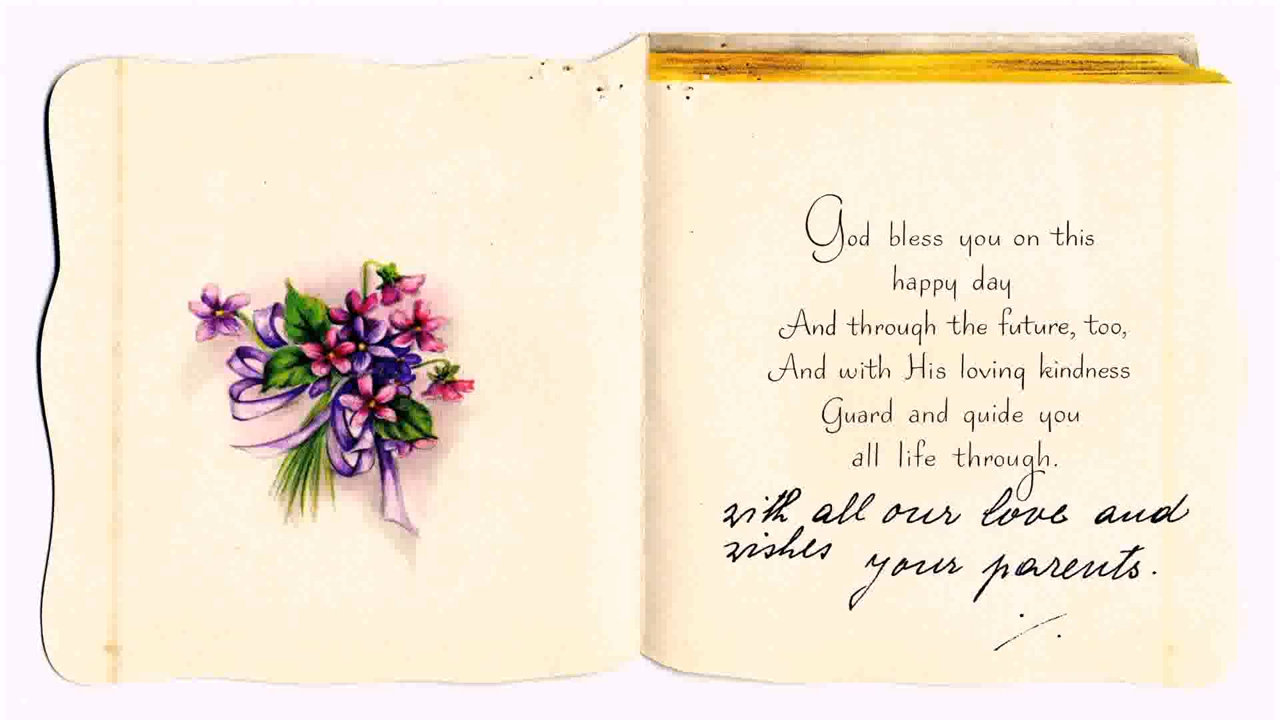 God bless you on this
happy day
And through the future, too,
And with His loving kindness
Guard and guide you
all life through.
with all our love and
wishes your parents.